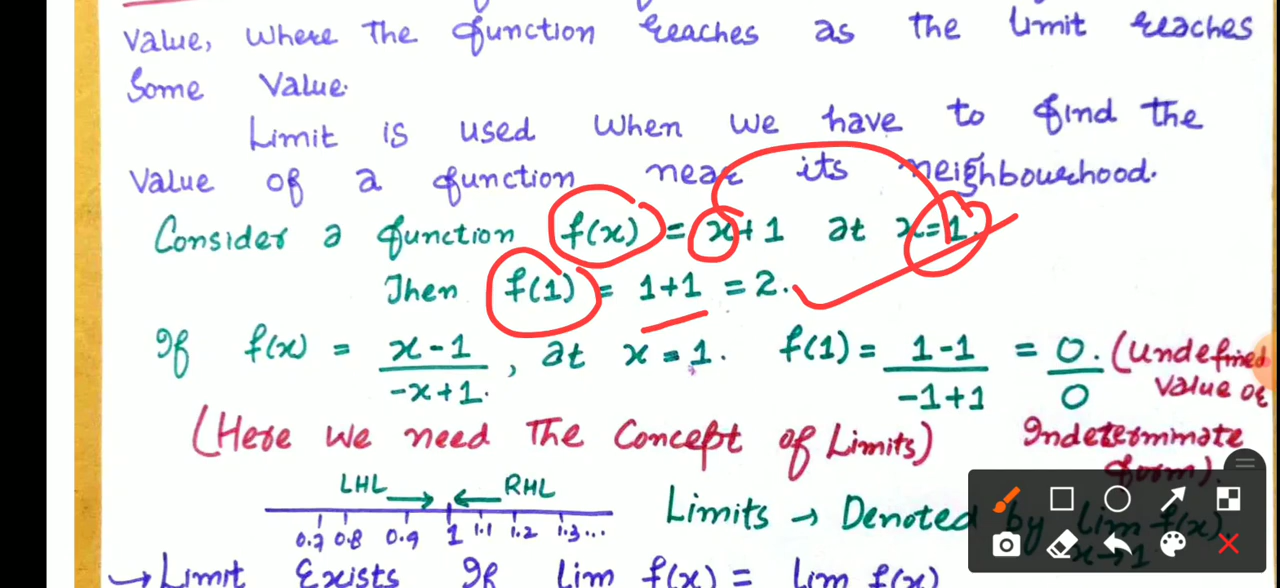 Value, Where The function reaches as the limit reaches
Some Value.
Limit is used when we have to find the
Value of a function near its neighbourhood.
Consider a function f(x) = x+1 at x=1.
Then f(1) = 1+1 = 2.
If f(x) = x-1 / -x+1. , at x = 1. f(1) = 1-1 / -1+1 = 0/0. (Undefined
Value or
(Here we need The Concept of Limits) Indeterminate
form).
LHL → ← RHL
0.7 0.8 0.9 1 1.1 1.2 1.3...
Limits → Denoted by lim f(x)
x→1
→ Limit Exists If lim f(x) = lim f(x)